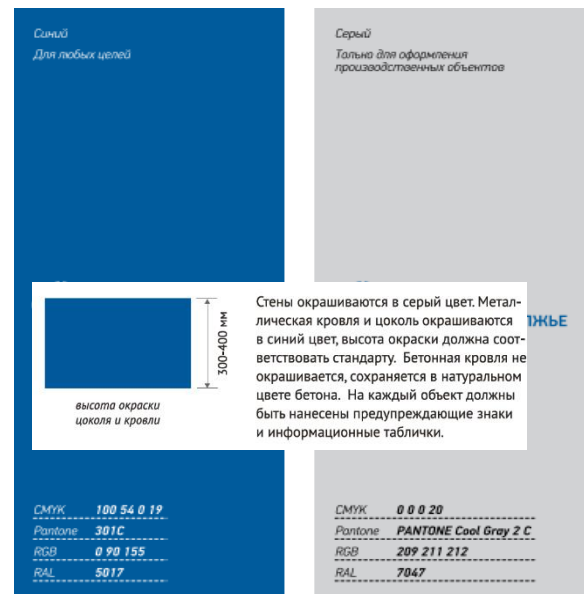 Синий
Для любых целей
Серый
Только для оформления
производственных объектов
300-400 мм
высота окраски
цоколя и кровли
Стены окрашиваются в серый цвет. Метал-
лическая кровля и цоколь окрашиваются
в синий цвет, высота окраски должна соот-
ветствовать стандарту. Бетонная кровля не
окрашивается, сохраняется в натуральном
цвете бетона. На каждый объект должны
быть нанесены предупреждающие знаки
и информационные таблички.
ЛЖЬЕ
CMYK 100 54 0 19
Pantone 301C
RGB 0 90 155
RAL 5017
CMYK 0 0 0 20
Pantone PANTONE Cool Gray 2 C
RGB 209 211 212
RAL 7047